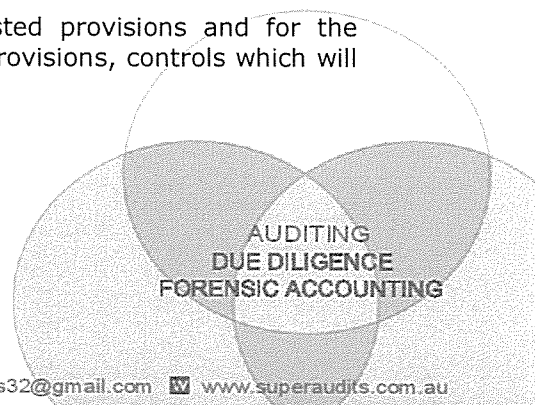 sted provisions and for the
rovisions, controls which will
AUDITING
DUE DILIGENCE
FORENSIC ACCOUNTING
s32@gmail.com W www.superaudits.com.au